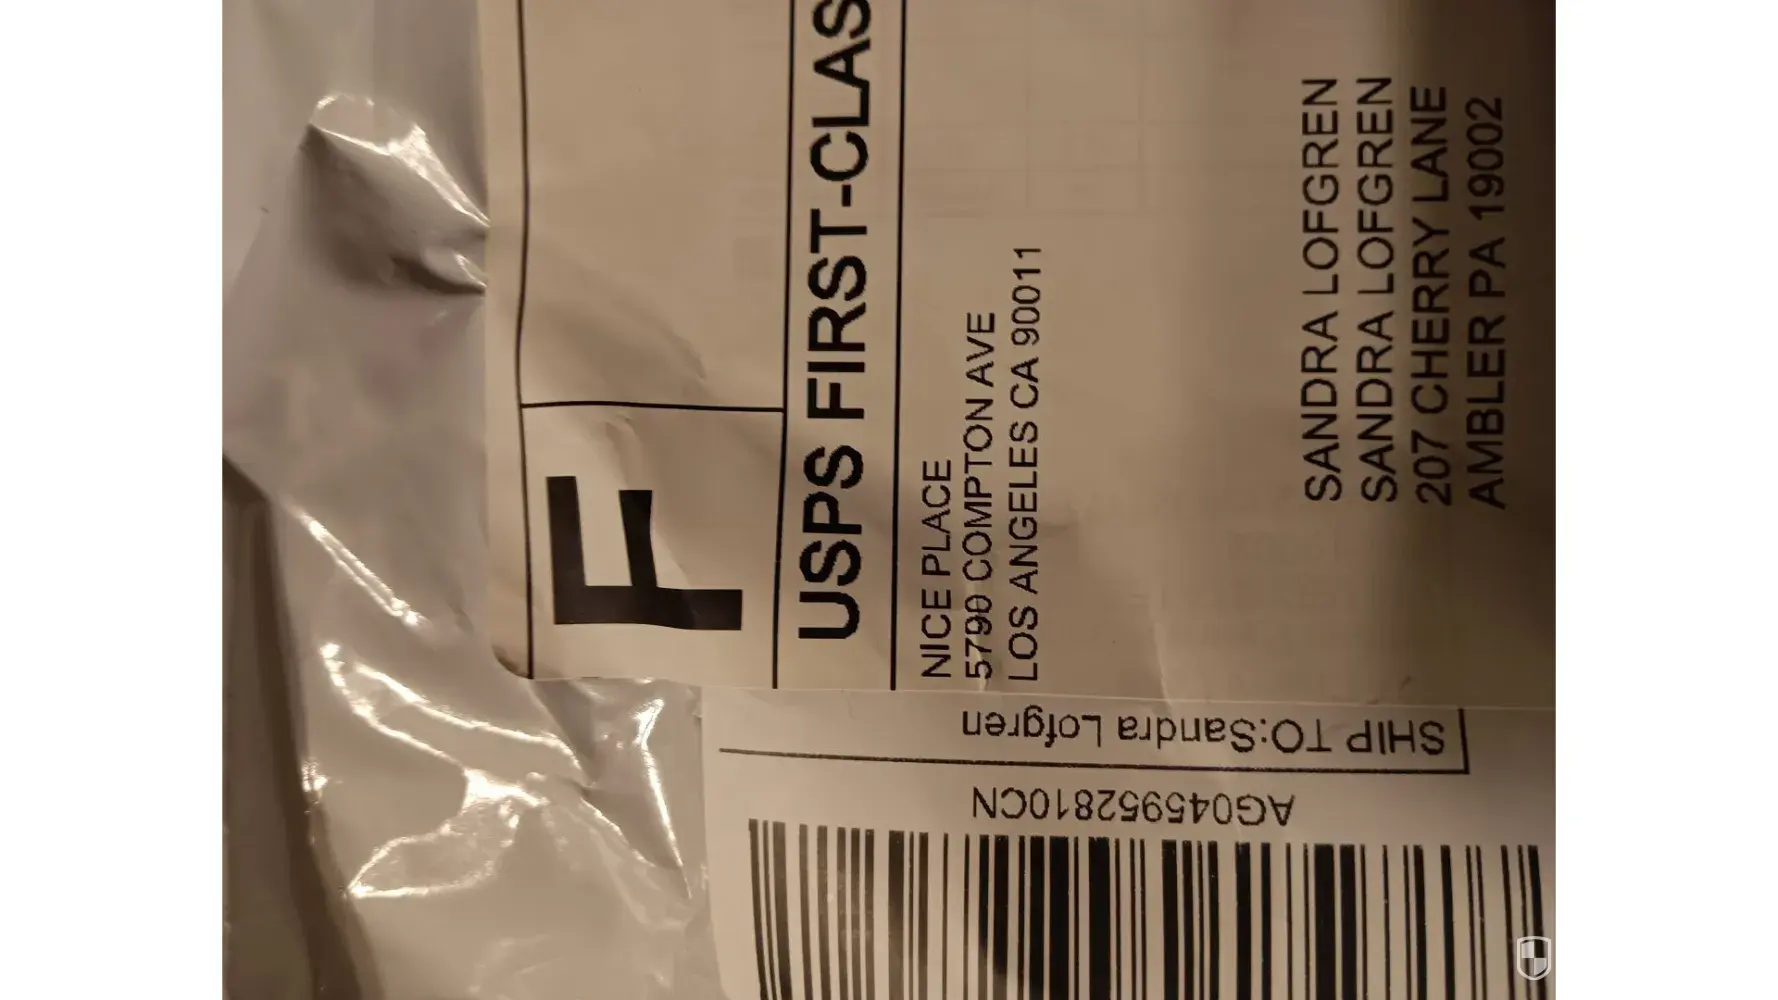 F
USPS FIRST-CLAS
NICE PLACE
5790 COMPTON AVE
LOS ANGELES CA 90011
SANDRA LOFGREN
SANDRA LOFGREN
207 CHERRY LANE
AMBLER PA 19002
SHIP TO:Sandra Lofgren
AG045952810CN